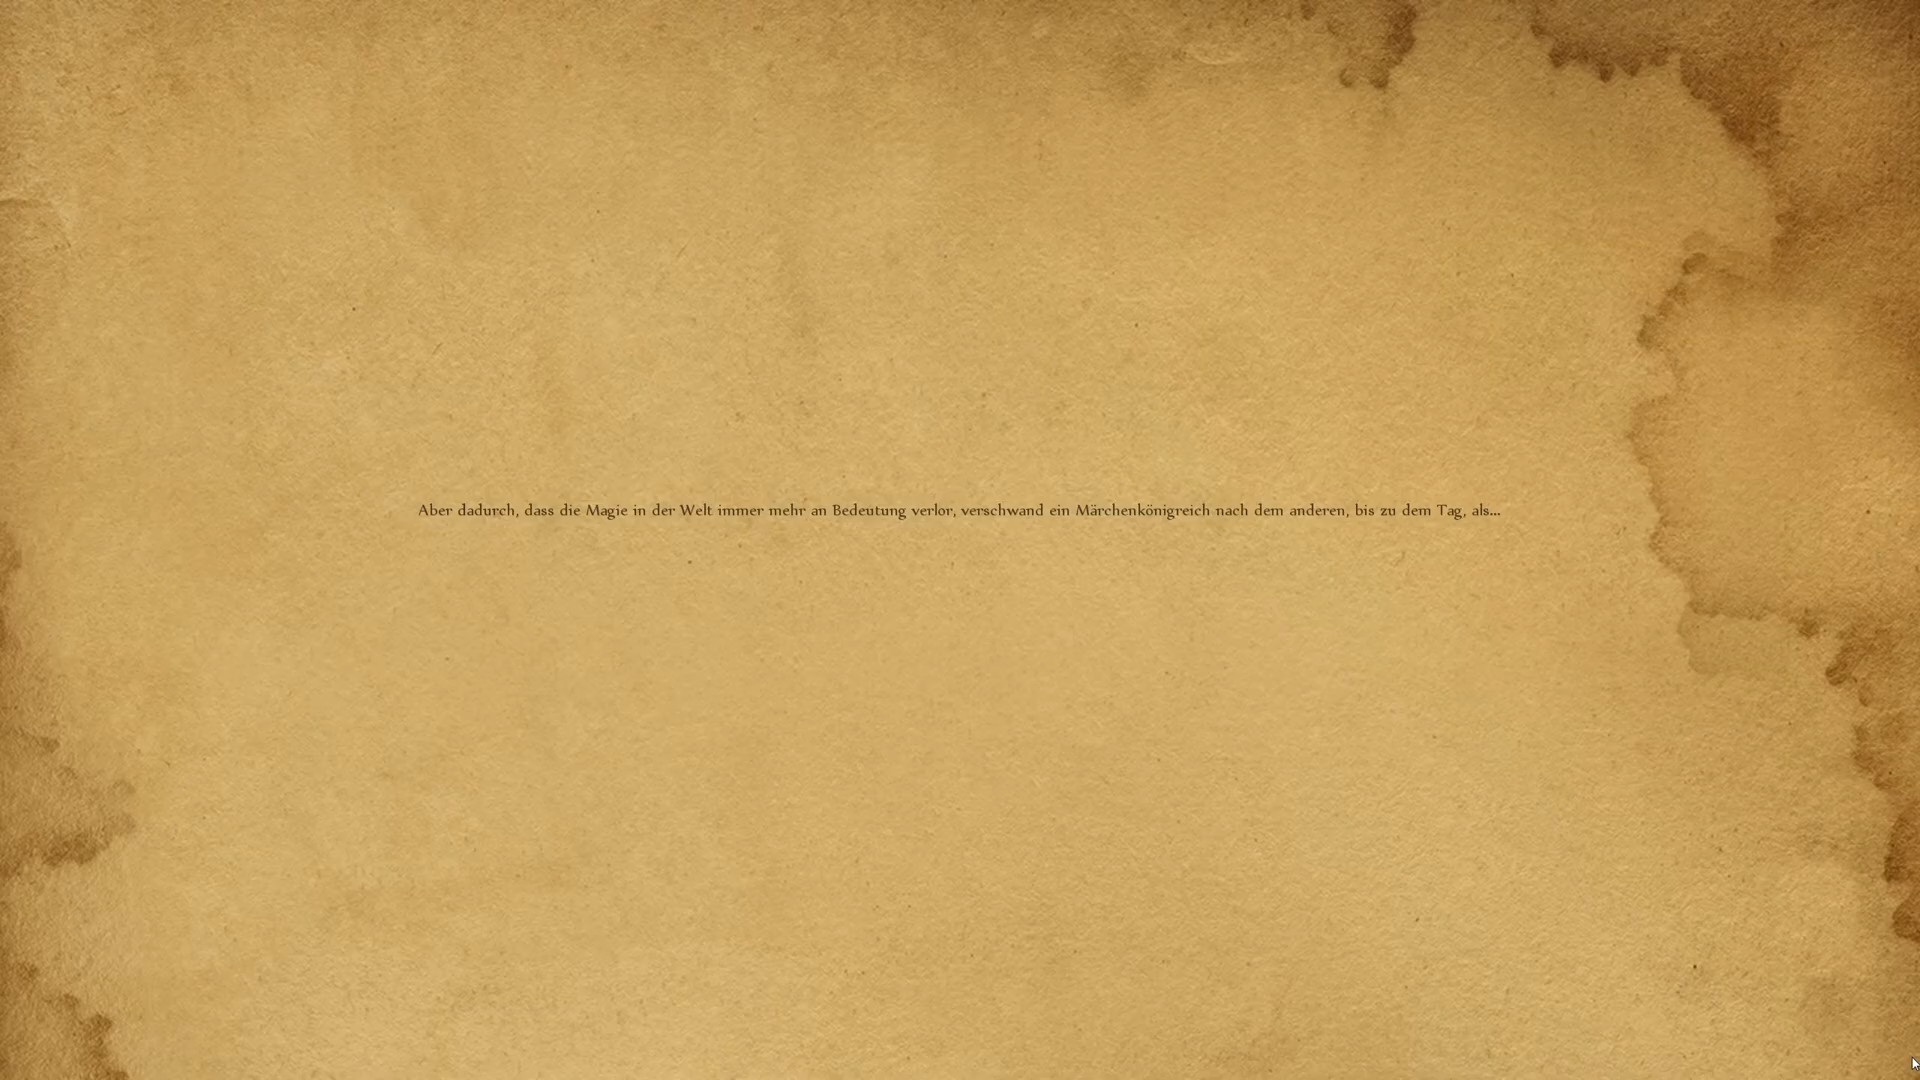 Aber dadurch, dass die Magie in der Welt immer mehr an Bedeutung verlor, verschwand ein Märchenkönigreich nach dem anderen, bis zu dem Tag, als...